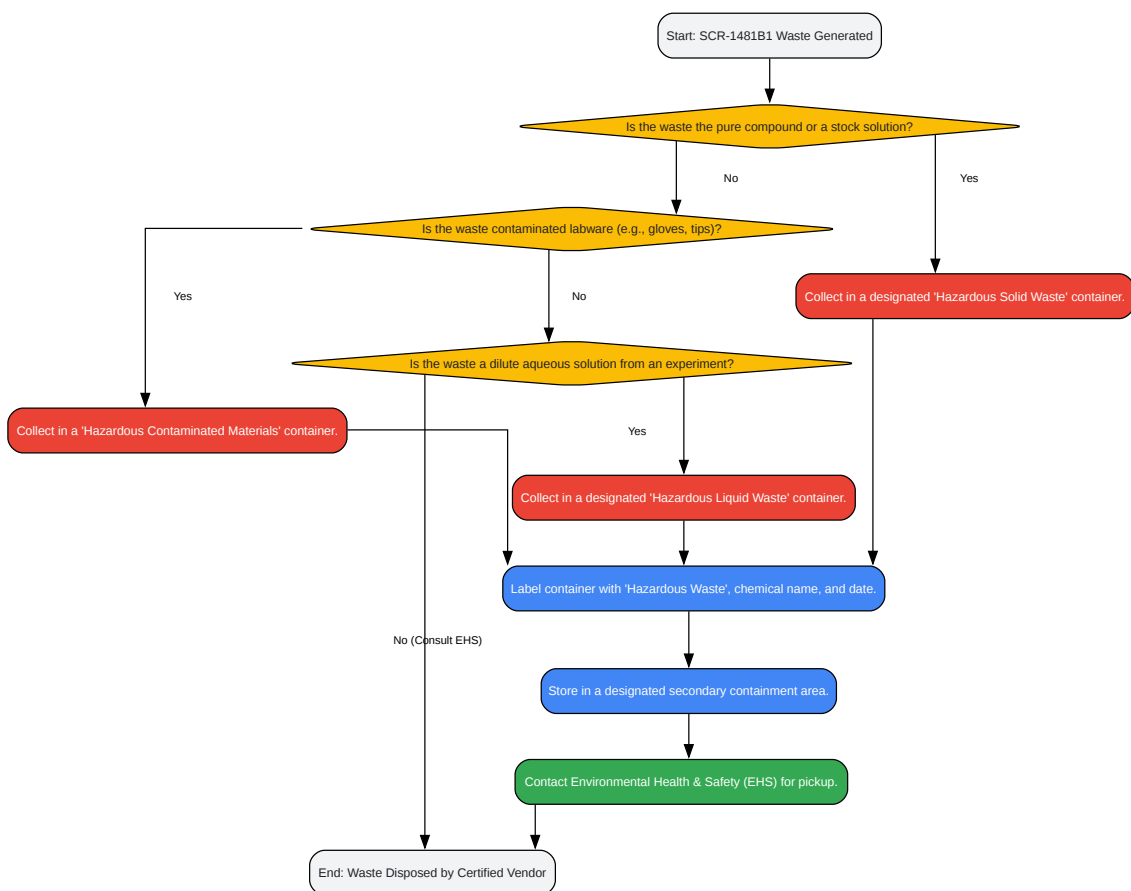 Start: SCR-1481B1 Waste Generated
Is the waste the pure compound or a stock solution?
No
Yes
Is the waste contaminated labware (e.g., gloves, tips)?
Yes
No
Collect in a designated 'Hazardous Solid Waste' container.
Is the waste a dilute aqueous solution from an experiment?
Collect in a 'Hazardous Contaminated Materials' container.
Yes
Collect in a designated 'Hazardous Liquid Waste' container.
Label container with 'Hazardous Waste', chemical name, and date.
No (Consult EHS)
Store in a designated secondary containment area.
Contact Environmental Health & Safety (EHS) for pickup.
End: Waste Disposed by Certified Vendor